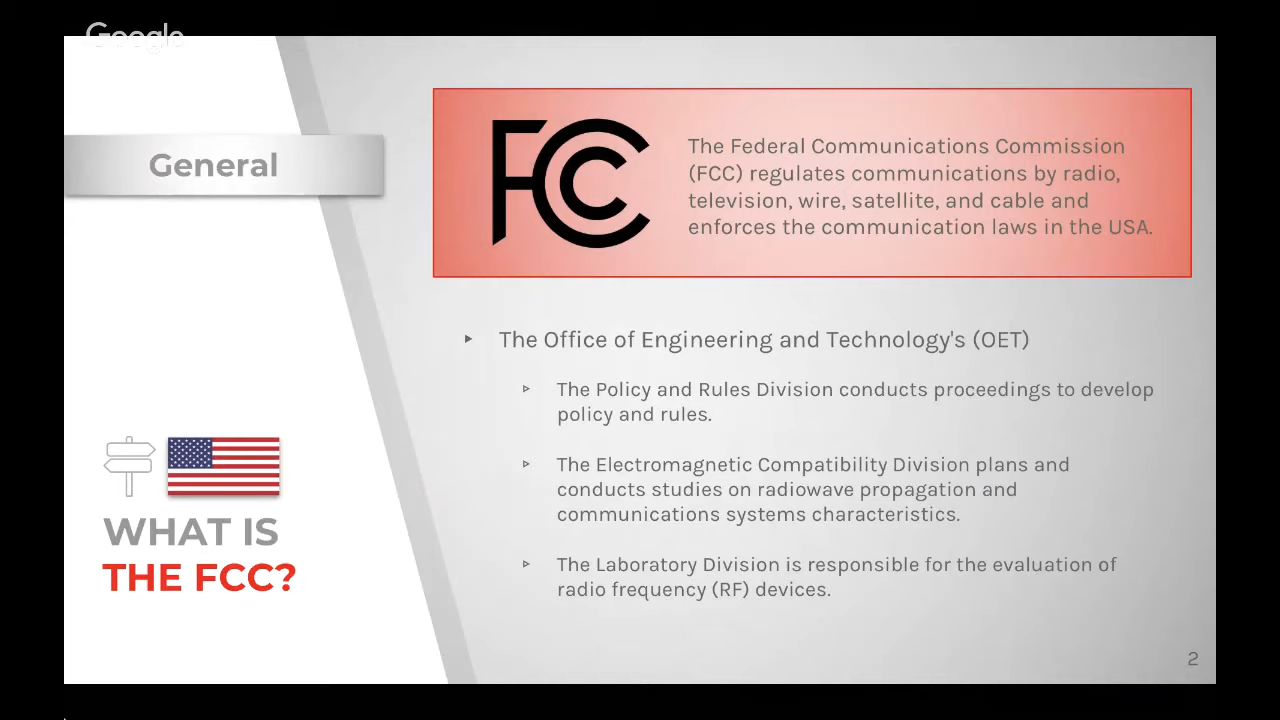 Google
General
FCC
The Federal Communications Commission
(FCC) regulates communications by radio,
television, wire, satellite, and cable and
enforces the communication laws in the USA.
▸ The Office of Engineering and Technology's (OET)
▹ The Policy and Rules Division conducts proceedings to develop
policy and rules.
▹ The Electromagnetic Compatibility Division plans and
conducts studies on radiowave propagation and
communications systems characteristics.
▹ The Laboratory Division is responsible for the evaluation of
radio frequency (RF) devices.
WHAT IS
THE FCC?
2